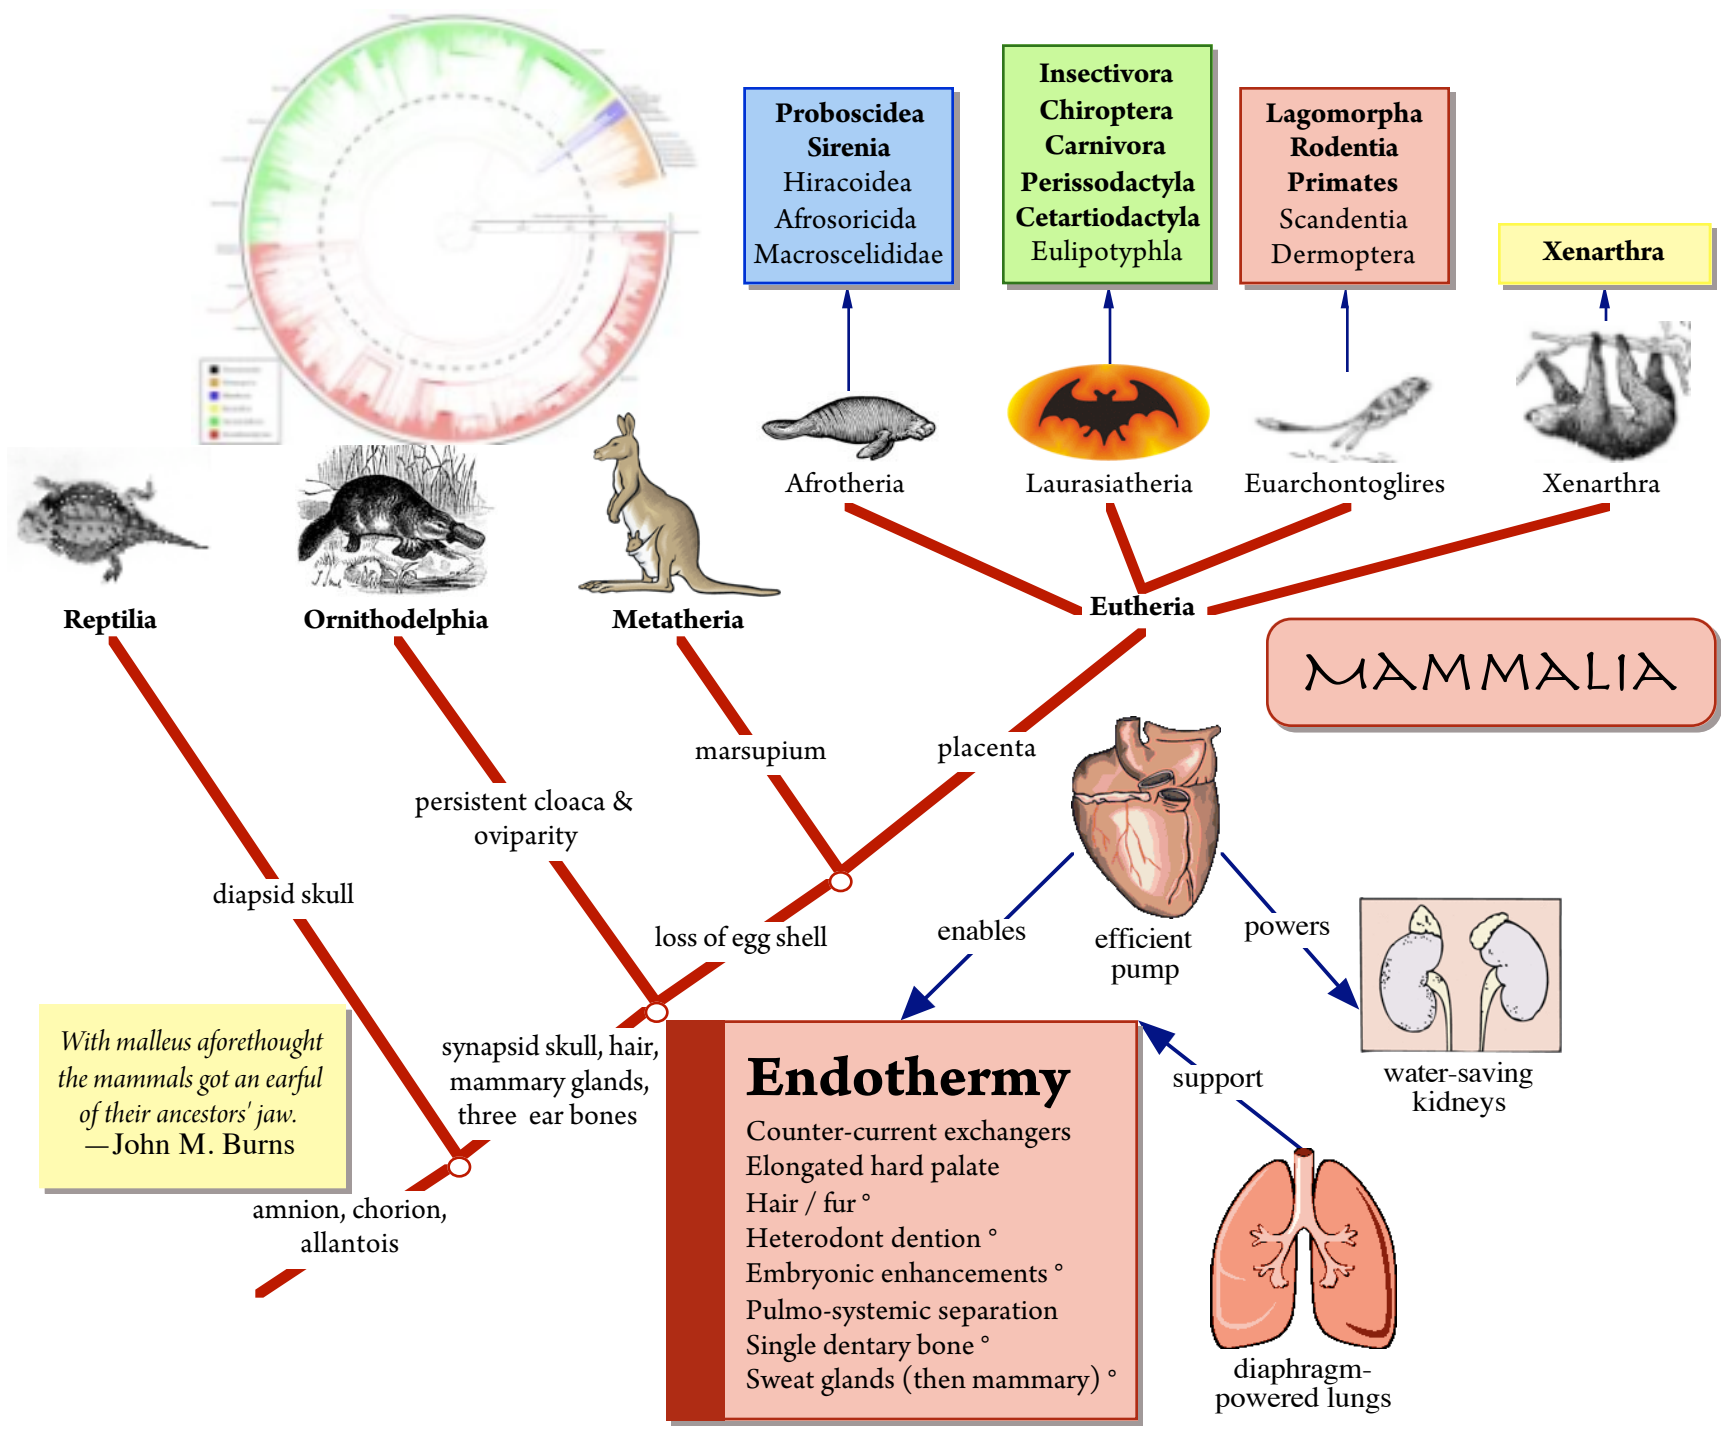 Proboscidea
Sirenia
Hiracoidea
Afrosoricida
Macroscelididae
Insectivora
Chiroptera
Carnivora
Perissodactyla
Cetartiodactyla
Eulipotyphla
Lagomorpha
Rodentia
Primates
Scandentia
Dermoptera
Xenarthra
Afrotheria
Laurasiatheria
Euarchontoglires
Xenarthra
Reptilia
Ornithodelphia
Metatheria
Eutheria
MAMMALIA
marsupium
placenta
persistent cloaca &
oviparity
diapsid skull
loss of egg shell
synapsid skull, hair,
mammary glands,
three ear bones
amnion, chorion,
allantois
With malleus aforethought
the mammals got an earful
of their ancestors' jaw.
—John M. Burns
enables
efficient
pump
powers
water-saving
kidneys
support
diaphragm-
powered lungs
Endothermy
Counter-current exchangers
Elongated hard palate
Hair / fur °
Heterodont dention °
Embryonic enhancements °
Pulmo-systemic separation
Single dentary bone °
Sweat glands (then mammary) °